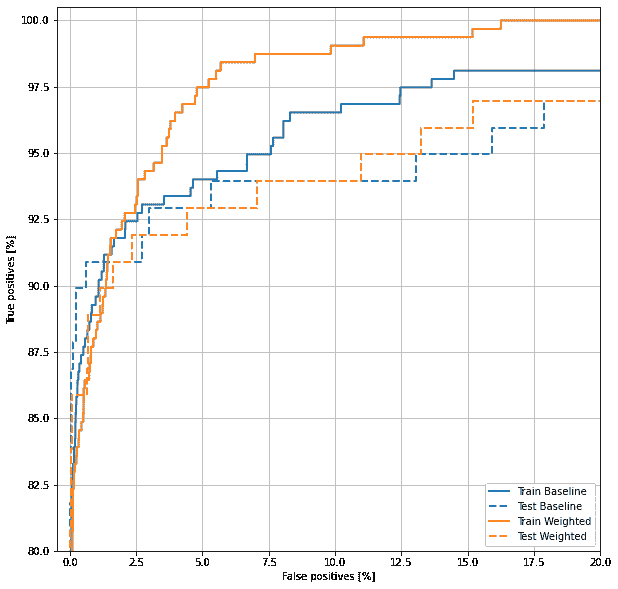 100.0
97.5
95.0
92.5
90.0
87.5
85.0
82.5
80.0
True positives [%]
0.0 2.5 5.0 7.5 10.0 12.5 15.0 17.5 20.0
False positives [%]
Train Baseline
Test Baseline
Train Weighted
Test Weighted